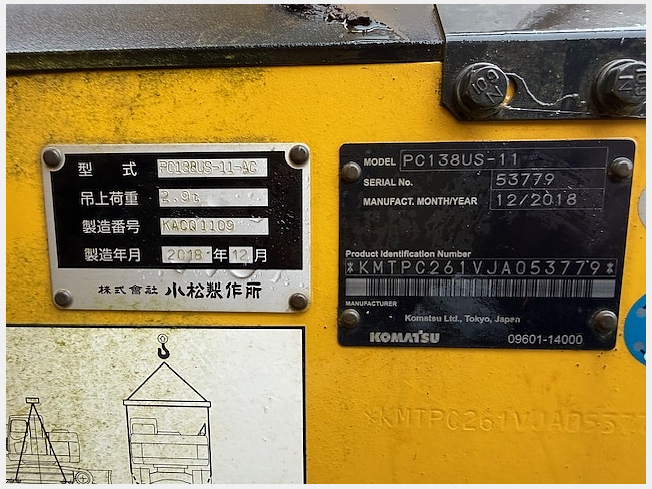 型 式 PC138US-11-AC
吊上荷重 2.9t
製造番号 KACQ1109
製造年月 2018 年 12 月
株式會社 小松製作所
MODEL PC138US-11
SERIAL No. 53779
MANUFACT. MONTH/YEAR 12/2018
Product Identification Number
*KMTPC261VJA053779*
MANUFACTURER
Komatsu Ltd., Tokyo, Japan
KOMATSU 09601-14000
*KMTPC261VJA05377